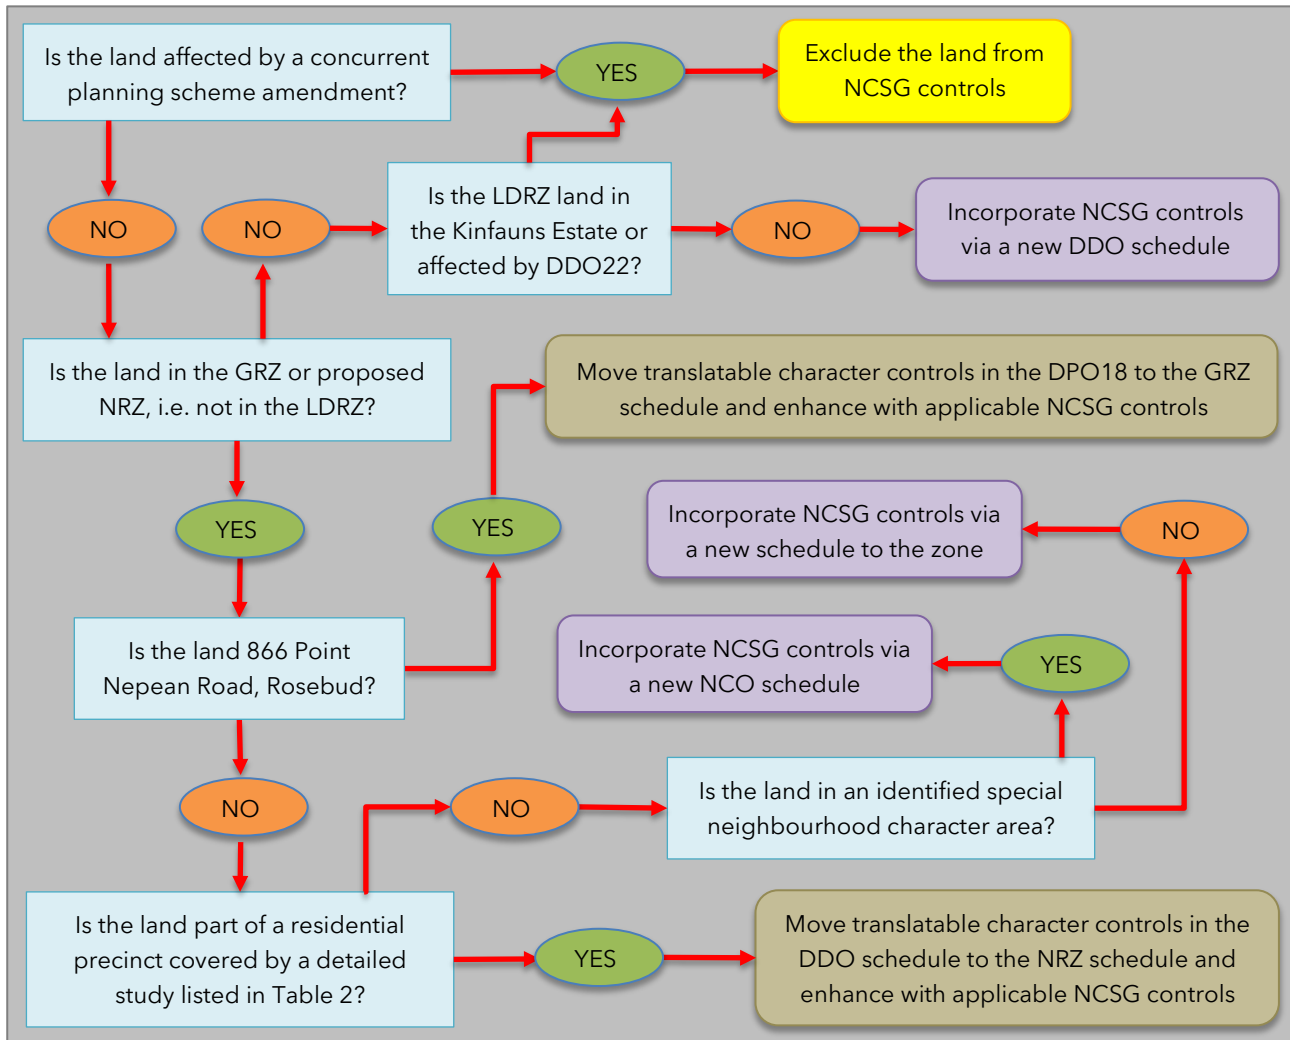 Is the land affected by a concurrent
planning scheme amendment?
YES
Exclude the land from
NCSG controls
NO
NO
Is the LDRZ land in
the Kinfauns Estate or
affected by DDO22?
NO
Incorporate NCSG controls
via a new DDO schedule
Is the land in the GRZ or proposed
NRZ, i.e. not in the LDRZ?
Move translatable character controls in the DPO18 to the GRZ
schedule and enhance with applicable NCSG controls
YES
YES
Incorporate NCSG controls via
a new schedule to the zone
NO
Is the land 866 Point
Nepean Road, Rosebud?
Incorporate NCSG controls via
a new NCO schedule
YES
NO
NO
Is the land in an identified special
neighbourhood character area?
Is the land part of a residential
precinct covered by a detailed
study listed in Table 2?
YES
Move translatable character controls in the
DDO schedule to the NRZ schedule and
enhance with applicable NCSG controls